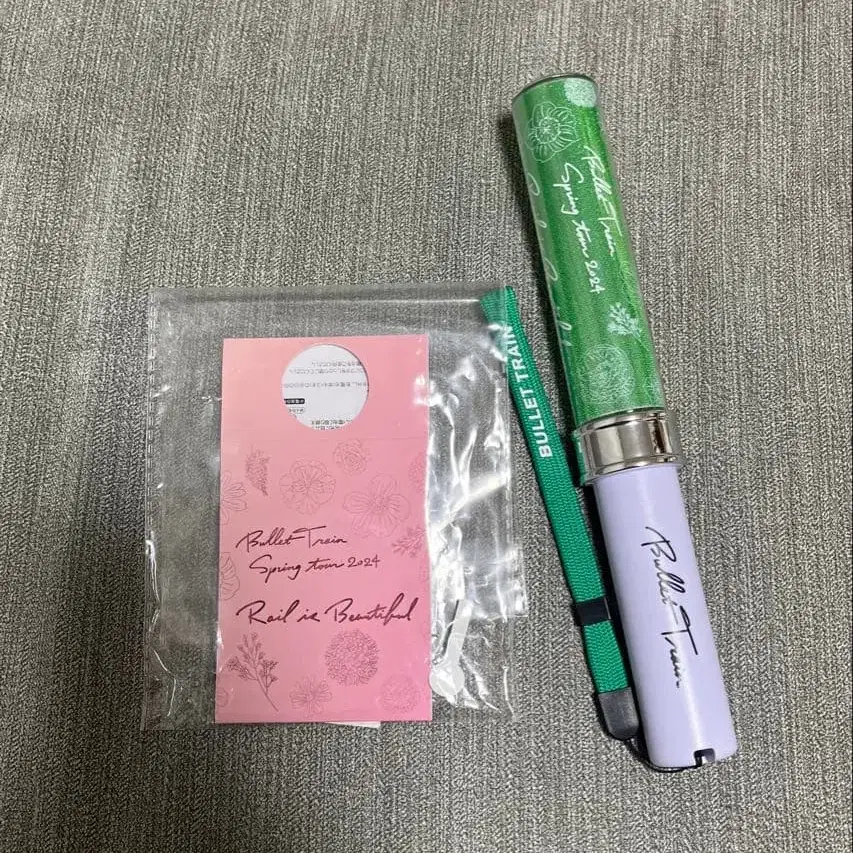 Bullet Train
Spring tour 2024
Rail is Beautiful
BULLET TRAIN
Bullet Train
Spring tour 2024
Bullet Train